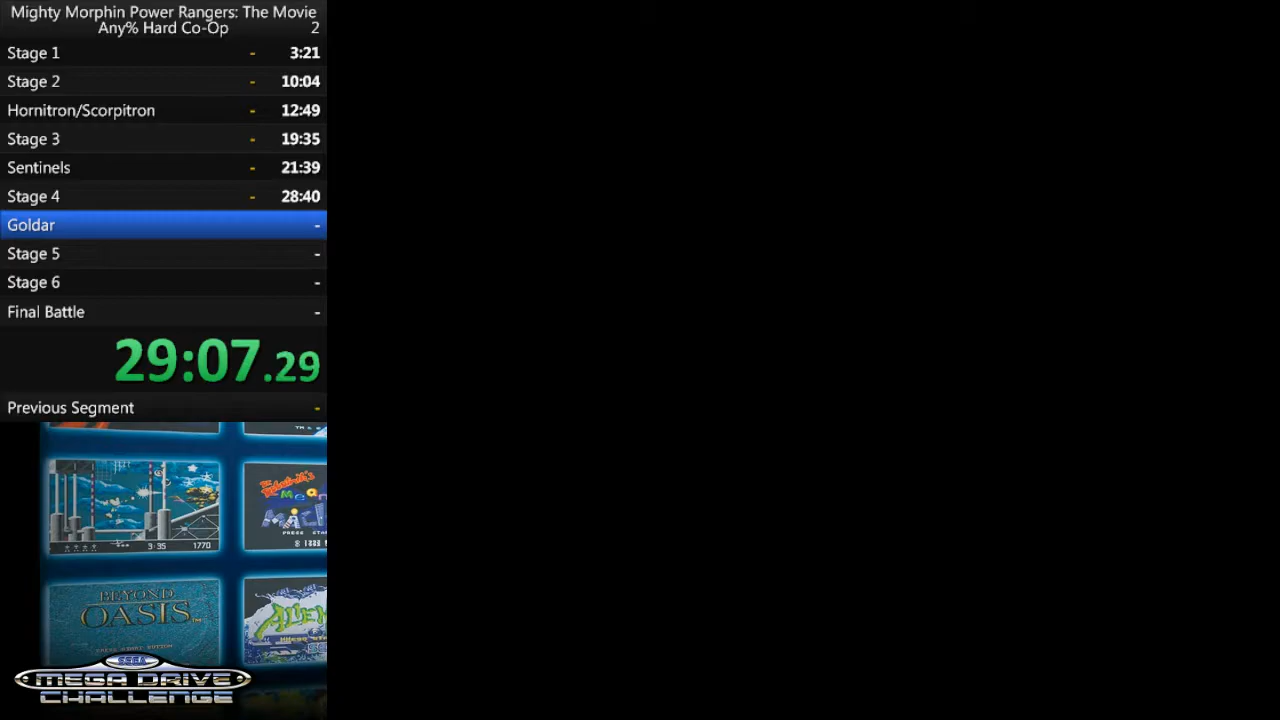 Mighty Morphin Power Rangers: The Movie
Any% Hard Co-Op 2
Stage 1 - 3:21
Stage 2 - 10:04
Hornitron/Scorpitron - 12:49
Stage 3 - 19:35
Sentinels - 21:39
Stage 4 - 28:40
Goldar -
Stage 5 -
Stage 6 -
Final Battle -
29:07.29
Previous Segment -
3:35 1770
BEYOND
OASIS
SEGA
MEGA DRIVE
CHALLENGE